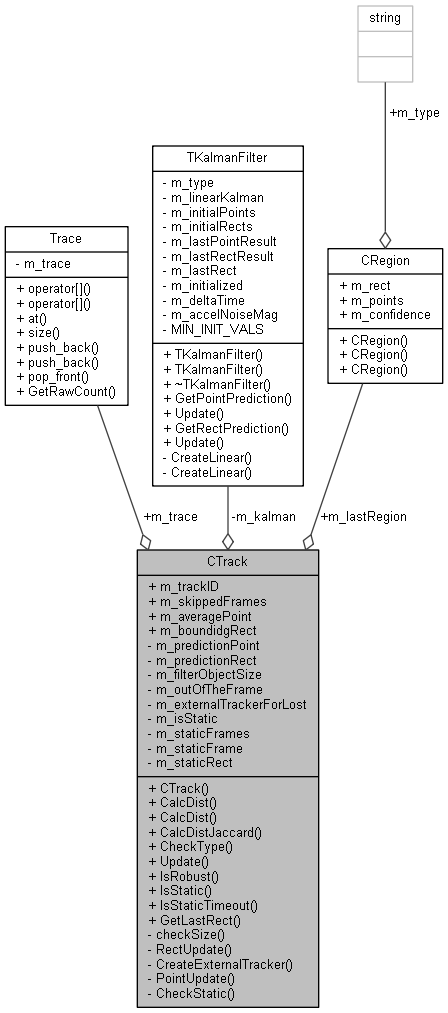 string
+m_type
TKalmanFilter
- m_type
- m_linearKalman
- m_initialPoints
- m_initialRects
- m_lastPointResult
- m_lastRectResult
- m_lastRect
- m_initialized
- m_deltaTime
- m_accelNoiseMag
- MIN_INIT_VALS
+ TKalmanFilter()
+ TKalmanFilter()
+ ~TKalmanFilter()
+ GetPointPrediction()
+ Update()
+ GetRectPrediction()
+ Update()
- CreateLinear()
- CreateLinear()
Trace
- m_trace
+ operator[]()
+ operator[]()
+ at()
+ size()
+ push_back()
+ push_back()
+ pop_front()
+ GetRawCount()
CRegion
+ m_rect
+ m_points
+ m_confidence
+ CRegion()
+ CRegion()
+ CRegion()
+m_trace
-m_kalman
+m_lastRegion
CTrack
+ m_trackID
+ m_skippedFrames
+ m_averagePoint
+ m_boundidgRect
- m_predictionPoint
- m_predictionRect
- m_filterObjectSize
- m_outOfTheFrame
- m_externalTrackerForLost
- m_isStatic
- m_staticFrames
- m_staticFrame
- m_staticRect
+ CTrack()
+ CalcDist()
+ CalcDist()
+ CalcDistJaccard()
+ CheckType()
+ Update()
+ IsRobust()
+ IsStatic()
+ IsStaticTimeout()
+ GetLastRect()
- checkSize()
- RectUpdate()
- CreateExternalTracker()
- PointUpdate()
- CheckStatic()